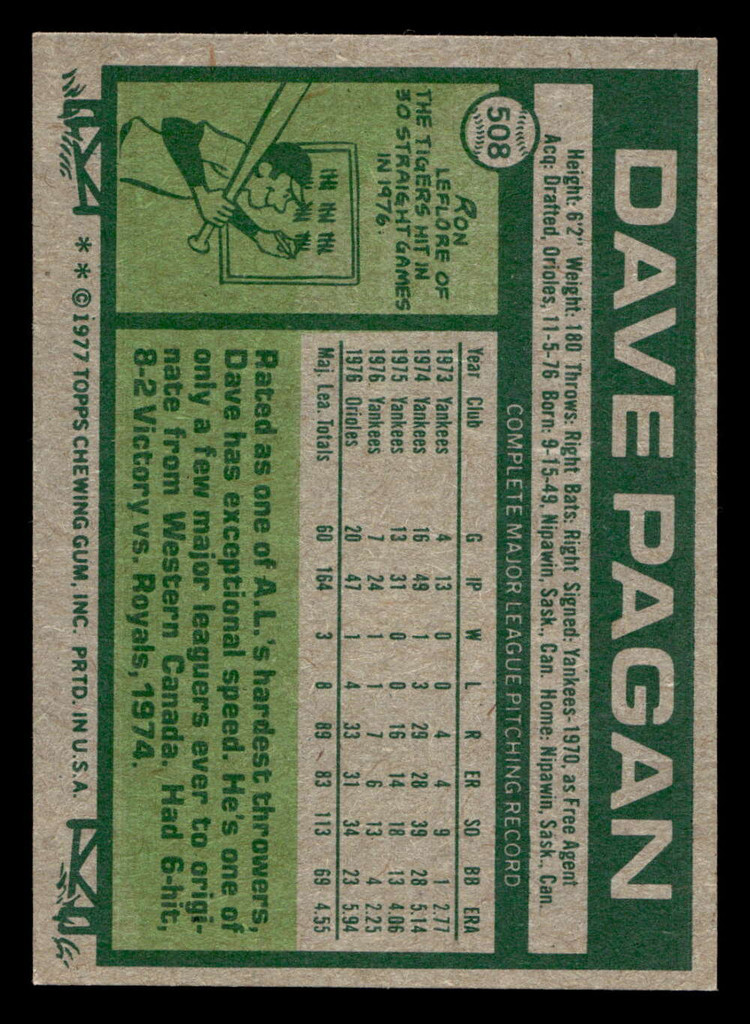 DAVE PAGAN
Height: 6'2" Weight: 180 Throws: Right Bats: Right Signed: Yankees-1970, as Free Agent
Acq: Drafted, Orioles, 11-5-76 Born: 9-15-49, Nipawin, Sask., Can. Home: Nipawin, Sask., Can.
508
COMPLETE MAJOR LEAGUE PITCHING RECORD
RON
LEFLORE OF
THE TIGERS HIT IN
30 STRAIGHT GAMES
IN 1976.
Year Club G IP W L R ER SO BB ERA
1973 Yankees 4 13 0 0 4 4 9 1 2.77
1974 Yankees 16 49 1 3 29 28 39 28 5.14
1975 Yankees 13 31 0 0 16 14 18 13 4.06
1976 Yankees 7 24 1 1 7 6 13 4 2.25
1976 Orioles 20 47 1 4 33 31 34 23 5.94
Maj. Lea. Totals 60 164 3 8 89 83 113 69 4.55
Rated as one of A.L.'s hardest throwers,
Dave has exceptional speed. He's one of
only a few major leaguers ever to origi-
nate from Western Canada. Had 6-hit,
8-2 Victory vs. Royals, 1974.
* * © 1977 TOPPS CHEWING GUM, INC. PRTD. IN U.S.A.